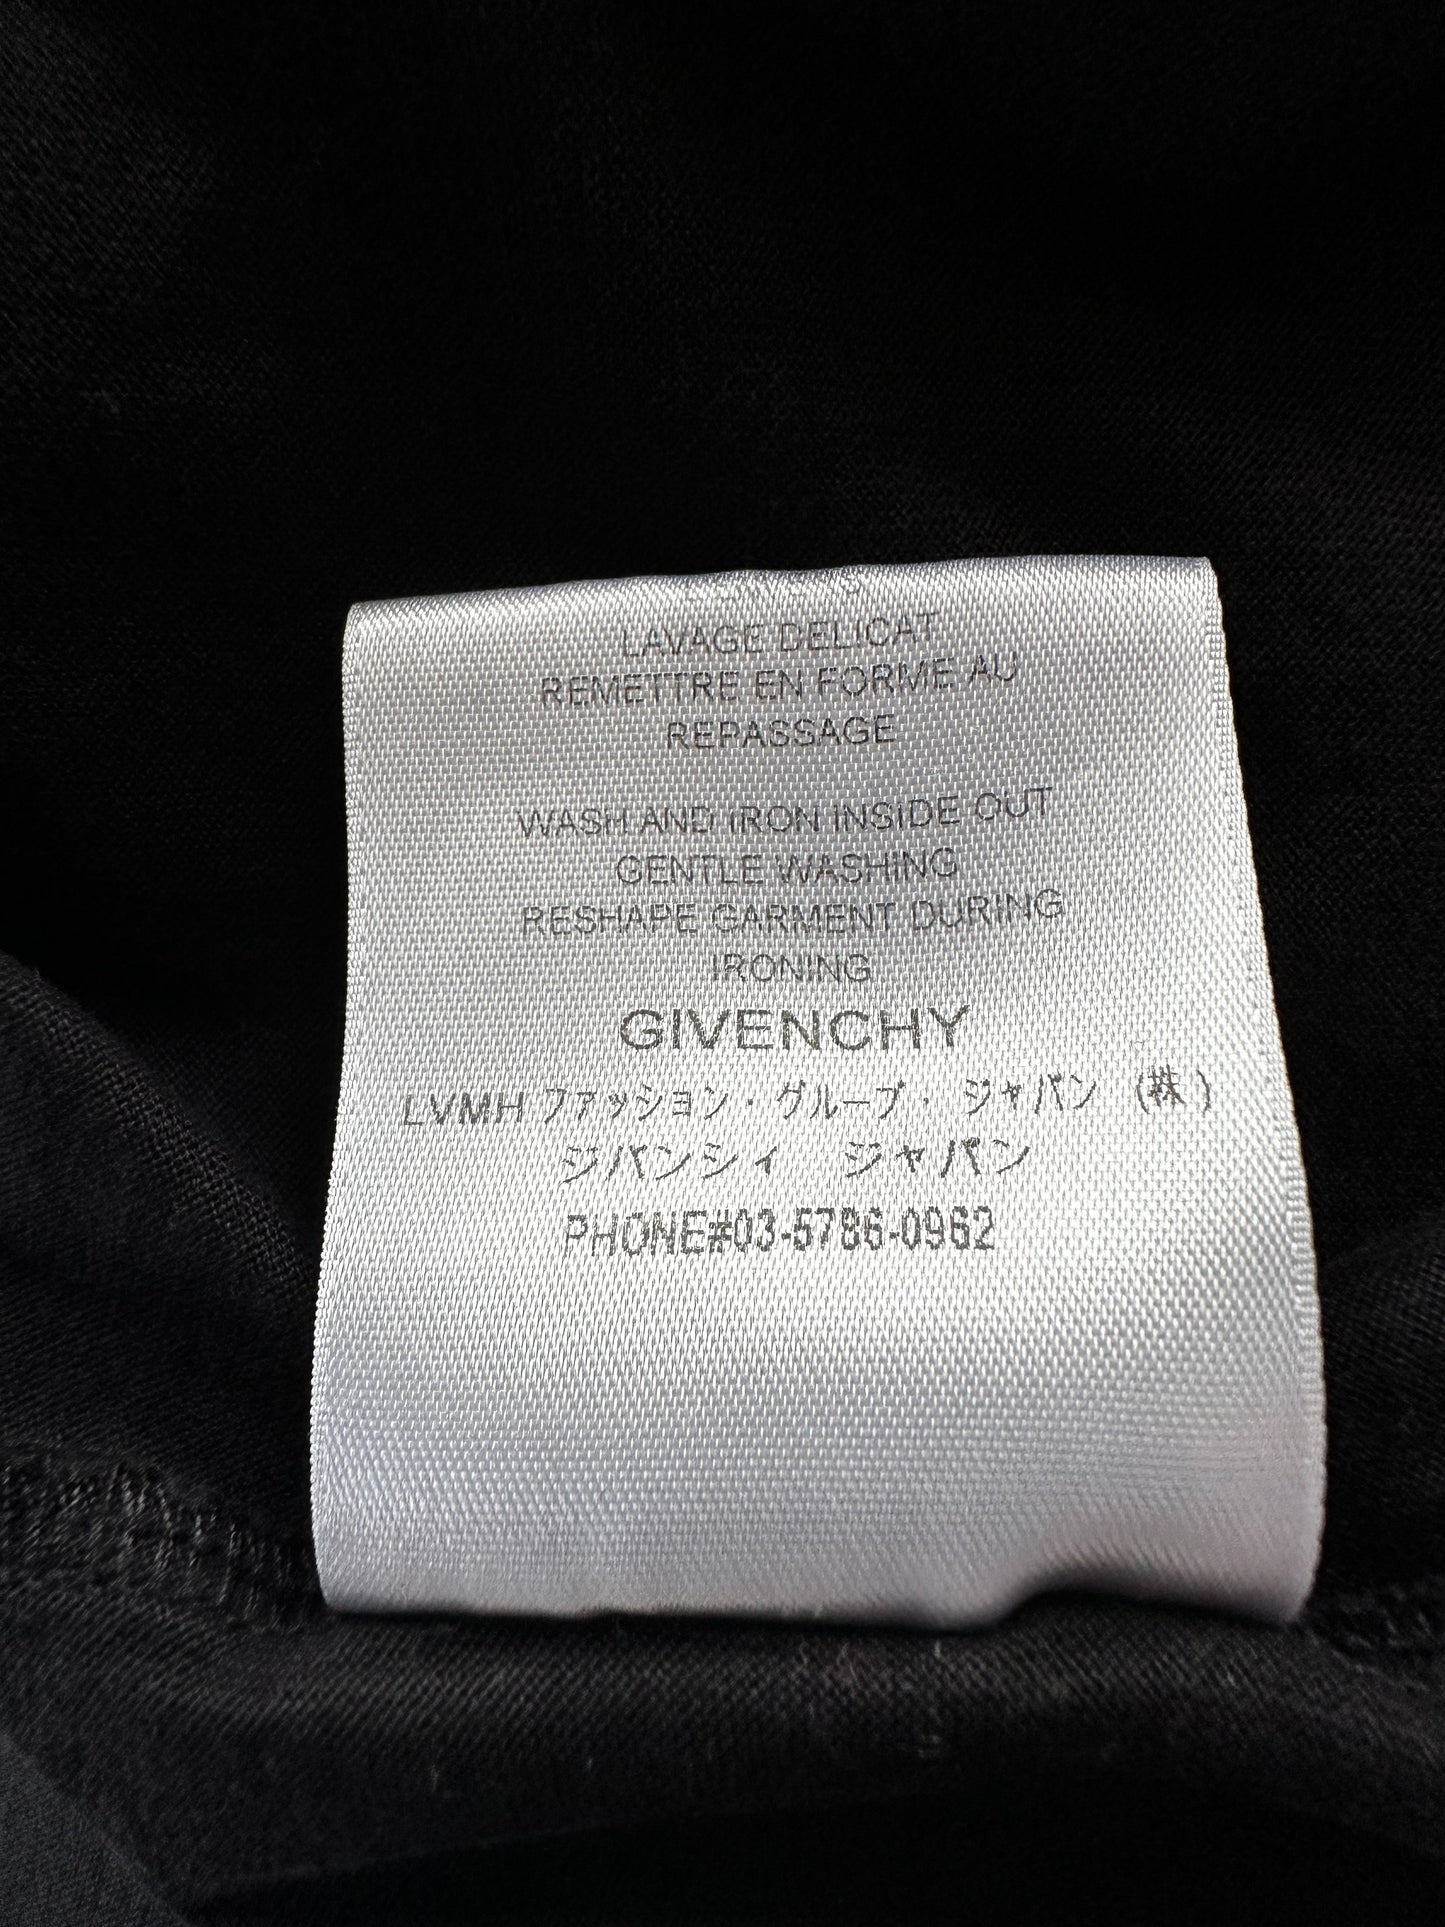 LAVAGE DELICAT
REMETTRE EN FORME AU
REPASSAGE
WASH AND IRON INSIDE OUT
GENTLE WASHING
RESHAPE GARMENT DURING
IRONING
GIVENCHY
LVMH ファッション・グループ・ ジャパン (株)
ジバンシィ ジャパン
PHONE#03-5786-0962